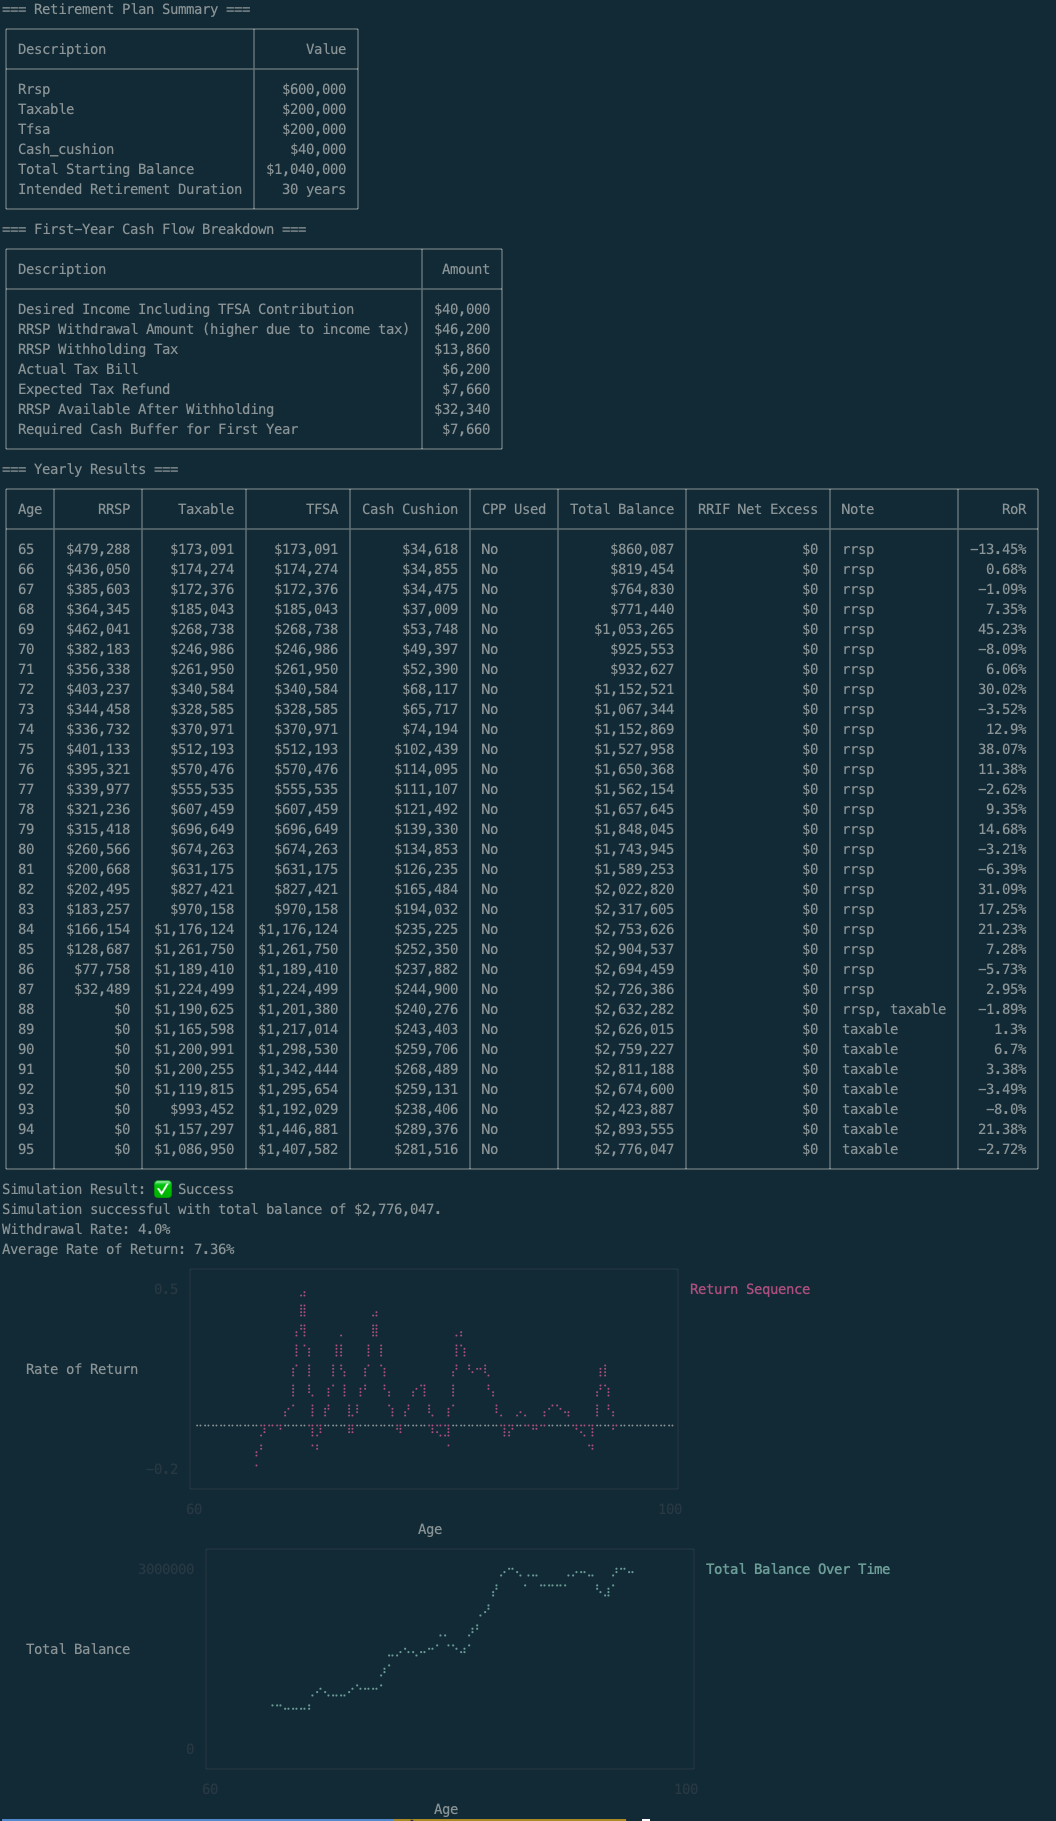 === Retirement Plan Summary ===
Description Value
Rrsp $600,000
Taxable $200,000
Tfsa $200,000
Cash_cushion $40,000
Total Starting Balance $1,040,000
Intended Retirement Duration 30 years
=== First-Year Cash Flow Breakdown ===
Description Amount
Desired Income Including TFSA Contribution $40,000
RRSP Withdrawal Amount (higher due to income tax) $46,200
RRSP Withholding Tax $13,860
Actual Tax Bill $6,200
Expected Tax Refund $7,660
RRSP Available After Withholding $32,340
Required Cash Buffer for First Year $7,660
=== Yearly Results ===
Age RRSP Taxable TFSA Cash Cushion CPP Used Total Balance RRIF Net Excess Note RoR
65 $479,288 $173,091 $173,091 $34,618 No $860,087 $0 rrsp -13.45%
66 $436,050 $174,274 $174,274 $34,855 No $819,454 $0 rrsp 0.68%
67 $385,603 $172,376 $172,376 $34,475 No $764,830 $0 rrsp -1.09%
68 $364,345 $185,043 $185,043 $37,009 No $771,440 $0 rrsp 7.35%
69 $462,041 $268,738 $268,738 $53,748 No $1,053,265 $0 rrsp 45.23%
70 $382,183 $246,986 $246,986 $49,397 No $925,553 $0 rrsp -8.09%
71 $356,338 $261,950 $261,950 $52,390 No $932,627 $0 rrsp 6.06%
72 $403,237 $340,584 $340,584 $68,117 No $1,152,521 $0 rrsp 30.02%
73 $344,458 $328,585 $328,585 $65,717 No $1,067,344 $0 rrsp -3.52%
74 $336,732 $370,971 $370,971 $74,194 No $1,152,869 $0 rrsp 12.9%
75 $401,133 $512,193 $512,193 $102,439 No $1,527,958 $0 rrsp 38.07%
76 $395,321 $570,476 $570,476 $114,095 No $1,650,368 $0 rrsp 11.38%
77 $339,977 $555,535 $555,535 $111,107 No $1,562,154 $0 rrsp -2.62%
78 $321,236 $607,459 $607,459 $121,492 No $1,657,645 $0 rrsp 9.35%
79 $315,418 $696,649 $696,649 $139,330 No $1,848,045 $0 rrsp 14.68%
80 $260,566 $674,263 $674,263 $134,853 No $1,743,945 $0 rrsp -3.21%
81 $200,668 $631,175 $631,175 $126,235 No $1,589,253 $0 rrsp -6.39%
82 $202,495 $827,421 $827,421 $165,484 No $2,022,820 $0 rrsp 31.09%
83 $183,257 $970,158 $970,158 $194,032 No $2,317,605 $0 rrsp 17.25%
84 $166,154 $1,176,124 $1,176,124 $235,225 No $2,753,626 $0 rrsp 21.23%
85 $128,687 $1,261,750 $1,261,750 $252,350 No $2,904,537 $0 rrsp 7.28%
86 $77,758 $1,189,410 $1,189,410 $237,882 No $2,694,459 $0 rrsp -5.73%
87 $32,489 $1,224,499 $1,224,499 $244,900 No $2,726,386 $0 rrsp 2.95%
88 $0 $1,190,625 $1,201,380 $240,276 No $2,632,282 $0 rrsp, taxable -1.89%
89 $0 $1,165,598 $1,217,014 $243,403 No $2,626,015 $0 taxable 1.3%
90 $0 $1,200,991 $1,298,530 $259,706 No $2,759,227 $0 taxable 6.7%
91 $0 $1,200,255 $1,342,444 $268,489 No $2,811,188 $0 taxable 3.38%
92 $0 $1,119,815 $1,295,654 $259,131 No $2,674,600 $0 taxable -3.49%
93 $0 $993,452 $1,192,029 $238,406 No $2,423,887 $0 taxable -8.0%
94 $0 $1,157,297 $1,446,881 $289,376 No $2,893,555 $0 taxable 21.38%
95 $0 $1,086,950 $1,407,582 $281,516 No $2,776,047 $0 taxable -2.72%
Simulation Result: ✅ Success
Simulation successful with total balance of $2,776,047.
Withdrawal Rate: 4.0%
Average Rate of Return: 7.36%
0.5 Return Sequence
Rate of Return
-0.2
60 100
Age
3000000 Total Balance Over Time
Total Balance
0
60 100
Age